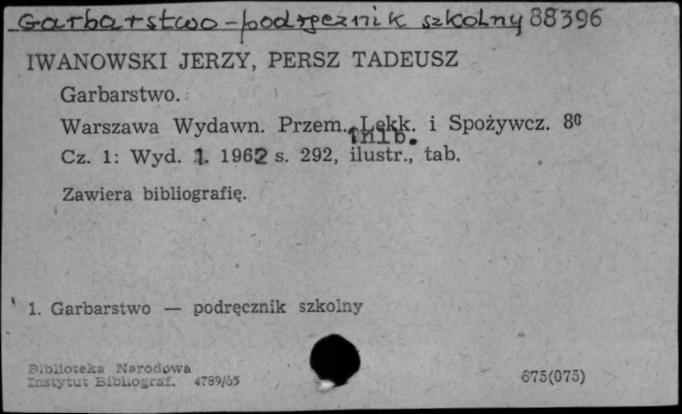 Garbarstwo - podręcznik szkolny 88396
IWANOWSKI JERZY, PERSZ TADEUSZ
Garbarstwo.
Warszawa Wydawn. Przem. Lekk. i Spożywcz. 8⁰
1nlb.
Cz. 1: Wyd. 1. 1962 s. 292, ilustr., tab.
Zawiera bibliografię.
1. Garbarstwo — podręcznik szkolny
Biblioteka Narodowa
Instytut Bibliograf. 4789/65
675(075)